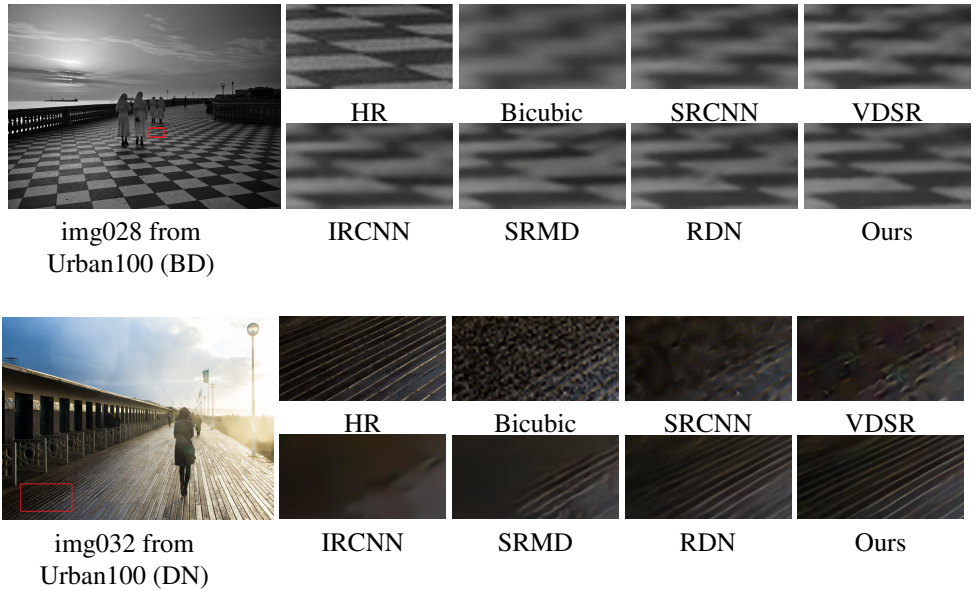 HR Bicubic SRCNN VDSR
IRCNN SRMD RDN Ours
img028 from
Urban100 (BD)
HR Bicubic SRCNN VDSR
IRCNN SRMD RDN Ours
img032 from
Urban100 (DN)